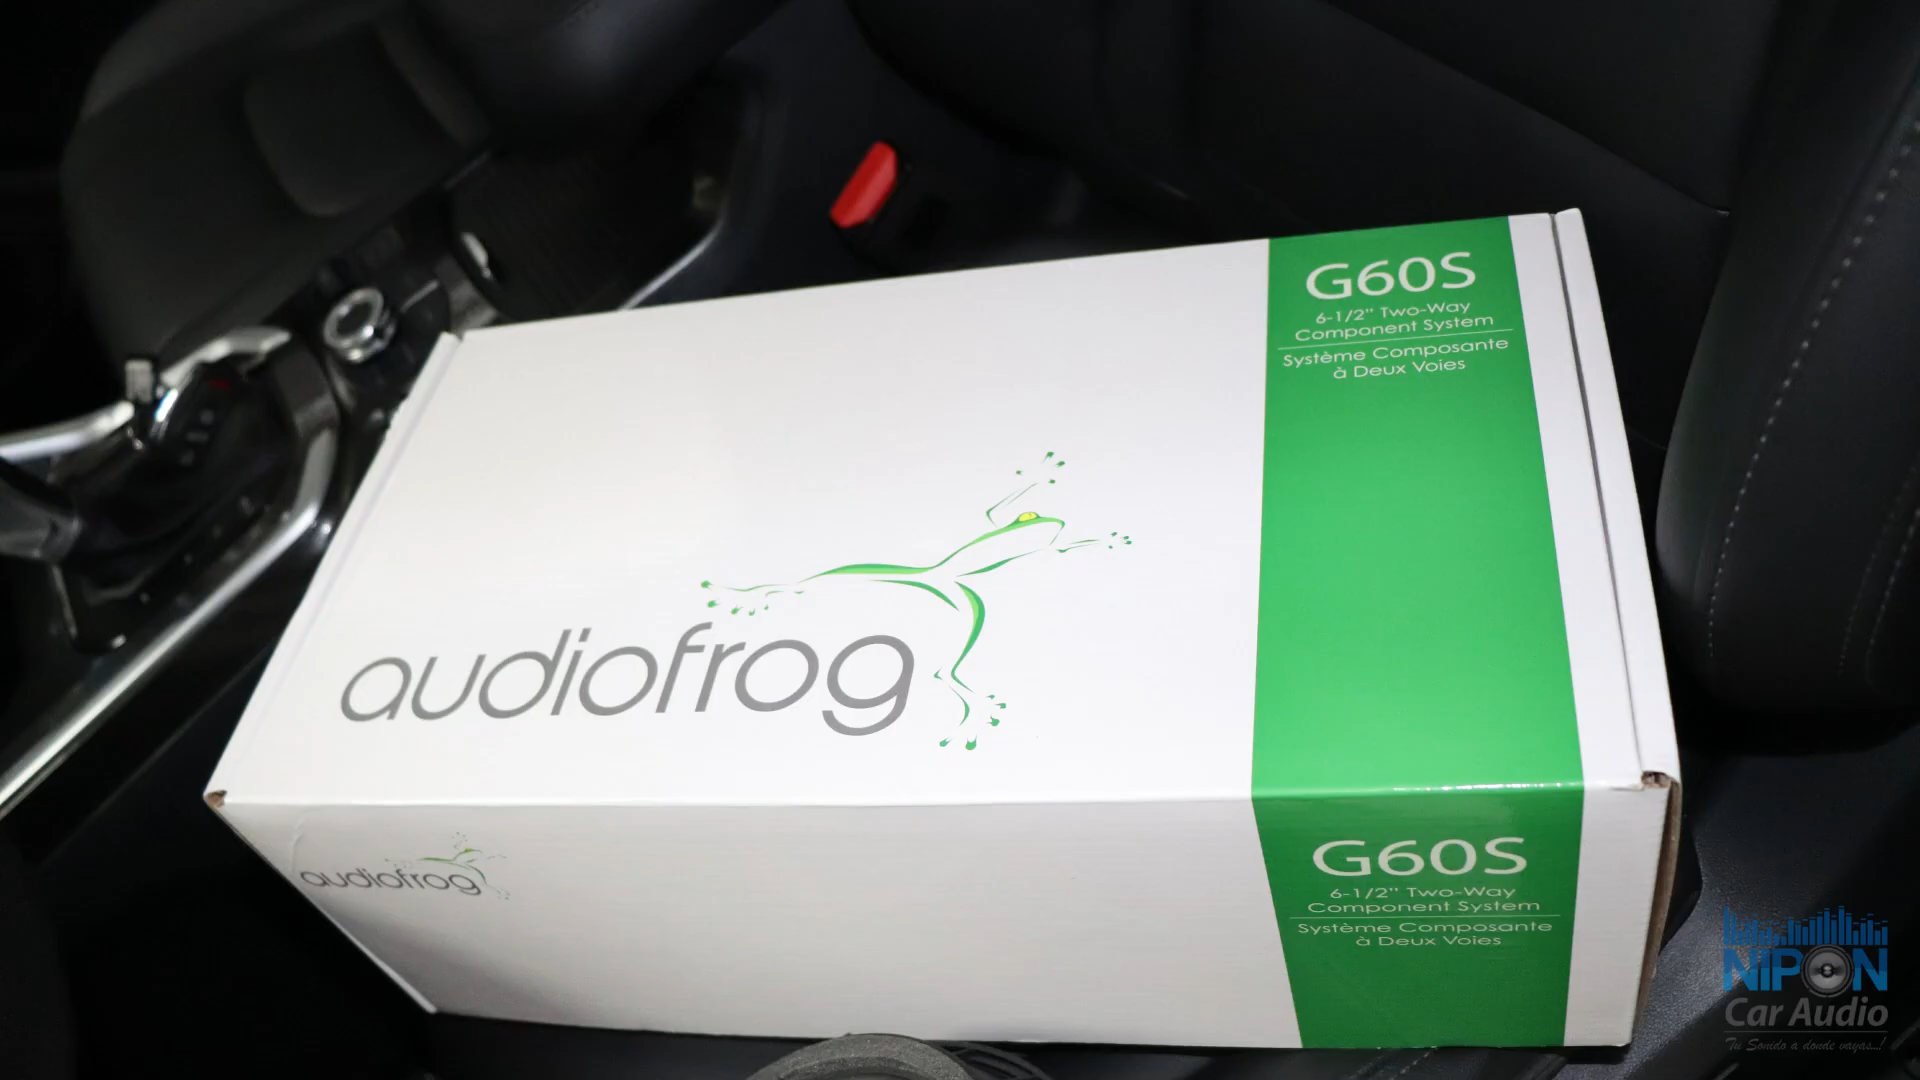 G60S
6-1/2" Two-Way
Component System
Système Composante
à Deux Voies
audiofrog
audiofrog
G60S
6-1/2" Two-Way
Component System
Système Composante
à Deux Voies
NIPON
Car Audio
Tu Sonido a donde vayas...!